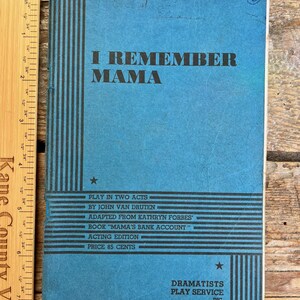 I REMEMBER
MAMA
PLAY IN TWO ACTS
BY JOHN VAN DRUTEN
ADAPTED FROM KATHRYN FORBES'
BOOK "MAMA'S BANK ACCOUNT"
ACTING EDITION
PRICE 85 CENTS
DRAMATISTS
PLAY SERVICE
Kane County